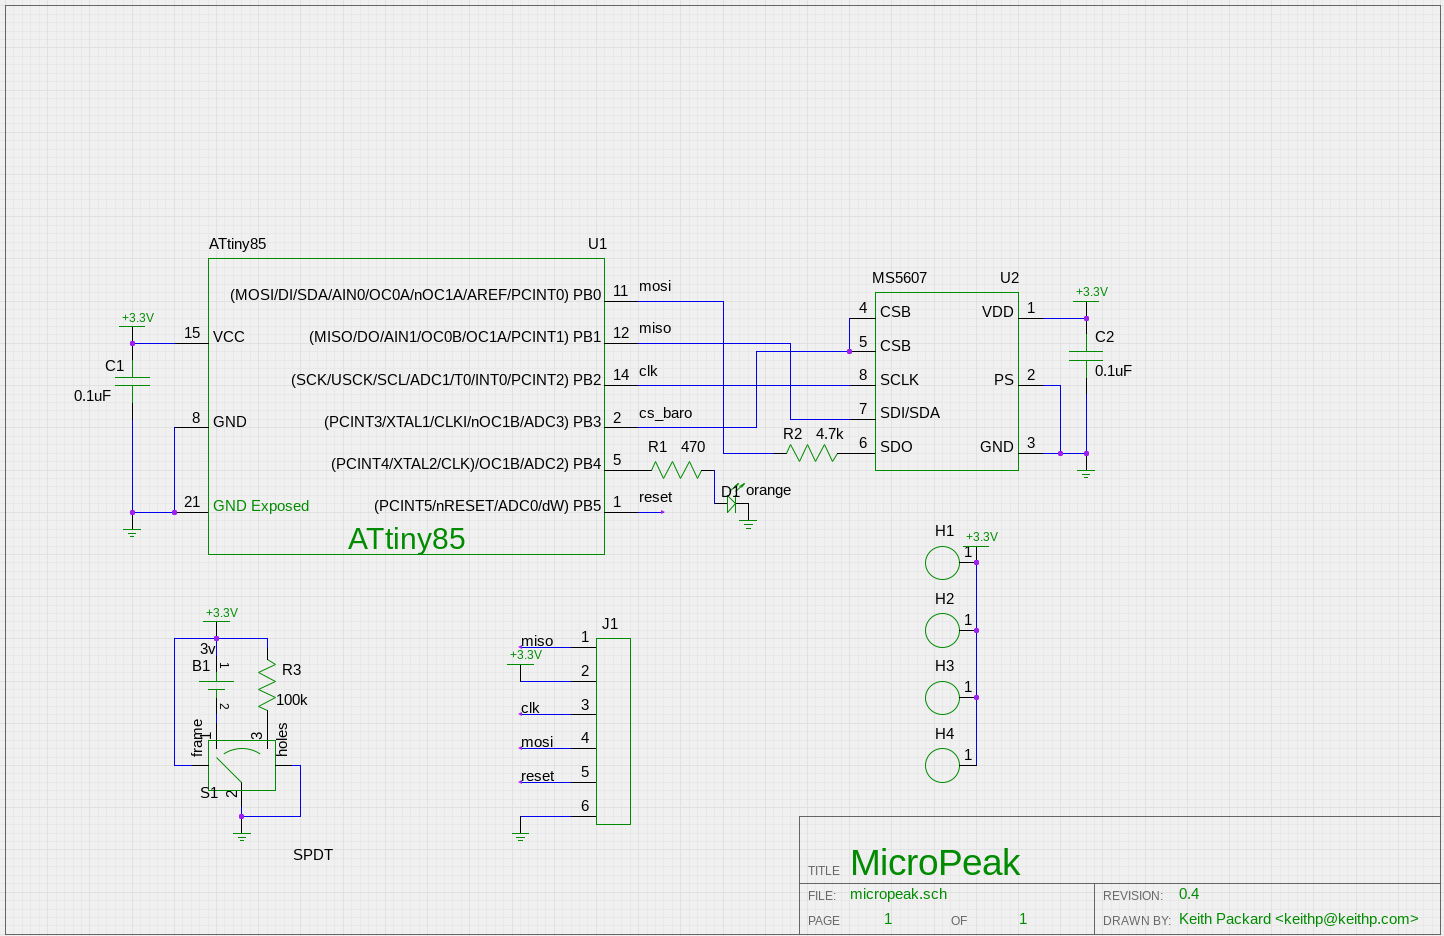 ATtiny85 U1
(MOSI/DI/SDA/AIN0/OC0A/nOC1A/AREF/PCINT0) PB0 11 mosi
+3.3V
15 VCC (MISO/DO/AIN1/OC0B/OC1A/PCINT1) PB1 12 miso
C1
0.1uF
(SCK/USCK/SCL/ADC1/T0/INT0/PCINT2) PB2 14 clk
8 GND (PCINT3/XTAL1/CLKI/nOC1B/ADC3) PB3 2 cs_baro
(PCINT4/XTAL2/CLK)/OC1B/ADC2) PB4 5
R1 470
21 GND Exposed (PCINT5/nRESET/ADC0/dW) PB5 1 reset
D1 orange
ATtiny85
R2 4.7k
MS5607 U2
4 CSB VDD 1
5 CSB
8 SCLK PS 2
7 SDI/SDA
6 SDO GND 3
+3.3V
C2
0.1uF
H1 +3.3V
1
H2
1
H3
1
H4
1
+3.3V
3v
B1 1
2
R3
100k
frame 1 3 holes
S1 2
SPDT
J1
miso 1
+3.3V
2
clk 3
mosi 4
reset 5
6
TITLE MicroPeak
FILE: micropeak.sch REVISION: 0.4
PAGE 1 OF 1 DRAWN BY: Keith Packard <keithp@keithp.com>